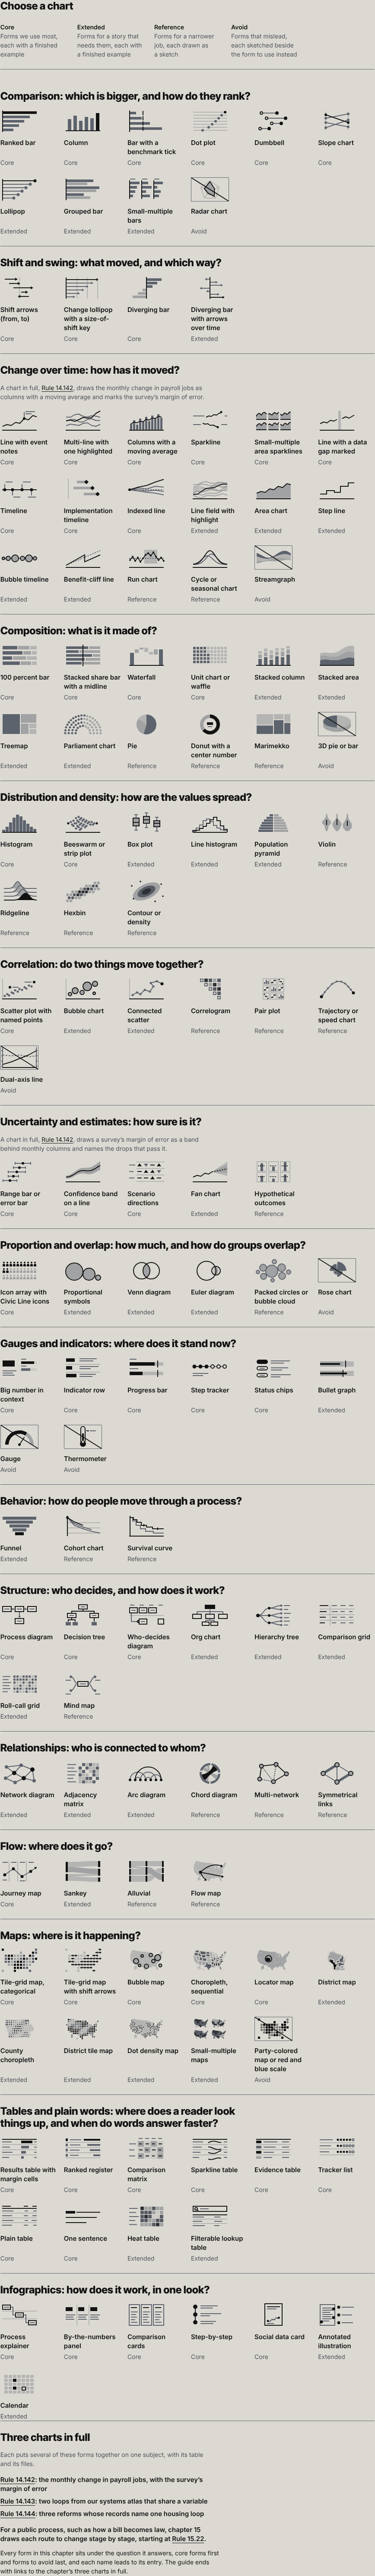 Choose a chart
Core
Forms we use most,
each with a finished
example
Extended
Forms for a story that
needs them, each with
a finished example
Reference
Forms for a narrower
job, each drawn as
a sketch
Avoid
Forms that mislead,
each sketched beside
the form to use instead
Comparison: which is bigger, and how do they rank?
Ranked bar
Core
Column
Core
Bar with a
benchmark tick
Core
Dot plot
Core
Dumbbell
Core
Slope chart
Core
Lollipop
Extended
Grouped bar
Extended
Small-multiple
bars
Extended
Radar chart
Avoid
Shift and swing: what moved, and which way?
Shift arrows
(from, to)
Core
Change lollipop
with a size-of-
shift key
Core
Diverging bar
Core
Diverging bar
with arrows
over time
Extended
Change over time: how has it moved?
A chart in full, Rule 14.142, draws the monthly change in payroll jobs as
columns with a moving average and marks the survey's margin of error.
Line with event
notes
Core
Multi-line with
one highlighted
Core
Columns with a
moving average
Core
Sparkline
Core
Small-multiple
area sparklines
Core
Line with a data
gap marked
Core
Timeline
Core
Implementation
timeline
Core
Indexed line
Core
Line field with
highlight
Extended
Area chart
Extended
Step line
Extended
Bubble timeline
Extended
Benefit-cliff line
Extended
Run chart
Reference
Cycle or
seasonal chart
Reference
Streamgraph
Avoid
Composition: what is it made of?
100 percent bar
Core
Stacked share bar
with a midline
Core
Waterfall
Core
Unit chart or
waffle
Core
Stacked column
Extended
Stacked area
Extended
Treemap
Extended
Parliament chart
Extended
Pie
Reference
Donut with a
center number
Reference
Marimekko
Reference
3D pie or bar
Avoid
Distribution and density: how are the values spread?
Histogram
Core
Beeswarm or
strip plot
Core
Box plot
Extended
Line histogram
Extended
Population
pyramid
Extended
Violin
Reference
Ridgeline
Reference
Hexbin
Reference
Contour or
density
Reference
Correlation: do two things move together?
Scatter plot with
named points
Core
Bubble chart
Extended
Connected
scatter
Extended
Correlogram
Reference
Pair plot
Reference
Trajectory or
speed chart
Reference
Dual-axis line
Avoid
Uncertainty and estimates: how sure is it?
A chart in full, Rule 14.142, draws a survey's margin of error as a band
behind monthly columns and names the drops that pass it.
Range bar or
error bar
Core
Confidence band
on a line
Core
Scenario
directions
Core
Fan chart
Extended
Hypothetical
outcomes
Reference
Proportion and overlap: how much, and how do groups overlap?
Icon array with
Civic Line icons
Core
Proportional
symbols
Extended
Venn diagram
Extended
Euler diagram
Extended
Packed circles or
bubble cloud
Reference
Rose chart
Avoid
Gauges and indicators: where does it stand now?
Big number in
context
Core
Indicator row
Core
Progress bar
Core
Step tracker
Core
Status chips
Core
Bullet graph
Extended
Gauge
Avoid
Thermometer
Avoid
Behavior: how do people move through a process?
Funnel
Extended
Cohort chart
Reference
Survival curve
Reference
Structure: who decides, and how does it work?
Process diagram
Core
Decision tree
Core
Who-decides
diagram
Core
Org chart
Extended
Hierarchy tree
Extended
Comparison grid
Extended
Roll-call grid
Extended
Mind map
Reference
Relationships: who is connected to whom?
Network diagram
Extended
Adjacency
matrix
Extended
Arc diagram
Extended
Chord diagram
Reference
Multi-network
Reference
Symmetrical
links
Reference
Flow: where does it go?
Journey map
Core
Sankey
Extended
Alluvial
Reference
Flow map
Reference
Maps: where is it happening?
Tile-grid map,
categorical
Core
Tile-grid map
with shift arrows
Core
Bubble map
Core
Choropleth,
sequential
Core
Locator map
Core
District map
Extended
County
choropleth
Extended
District tile map
Extended
Dot density map
Extended
Small-multiple
maps
Extended
Party-colored
map or red and
blue scale
Avoid
Tables and plain words: where does a reader look
things up, and when do words answer faster?
Results table with
margin cells
Core
Ranked register
Core
Comparison
matrix
Core
Sparkline table
Core
Evidence table
Core
Tracker list
Core
Plain table
Core
One sentence
Core
Heat table
Extended
Filterable lookup
table
Extended
Infographics: how does it work, in one look?
Process
explainer
Core
By-the-numbers
panel
Core
Comparison
cards
Core
Step-by-step
Core
Social data card
Core
Annotated
illustration
Extended
Calendar
Extended
Three charts in full
Each puts several of these forms together on one subject, with its table
and its files.
Rule 14.142: the monthly change in payroll jobs, with the survey's
margin of error
Rule 14.143: two loops from our systems atlas that share a variable
Rule 14.144: three reforms whose records name one housing loop
For a public process, such as how a bill becomes law, chapter 15
draws each route to change stage by stage, starting at Rule 15.22.
Every form in this chapter sits under the question it answers, core forms first
and forms to avoid last, and each name leads to its entry. The guide ends
with links to the chapter's three charts in full.